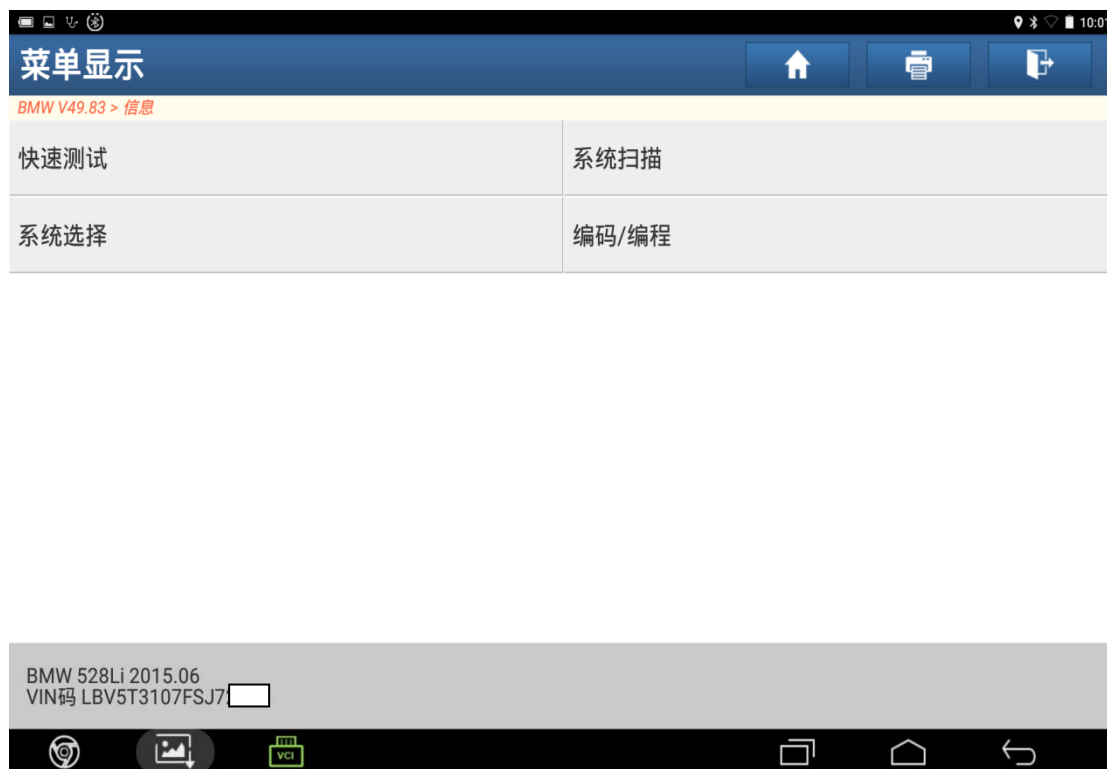 10:01
菜单显示
BMW V49.83 > 信息
快速测试
系统扫描
系统选择
编码/编程
BMW 528Li 2015.06
VIN码 LBV5T3107FSJ7
VCI